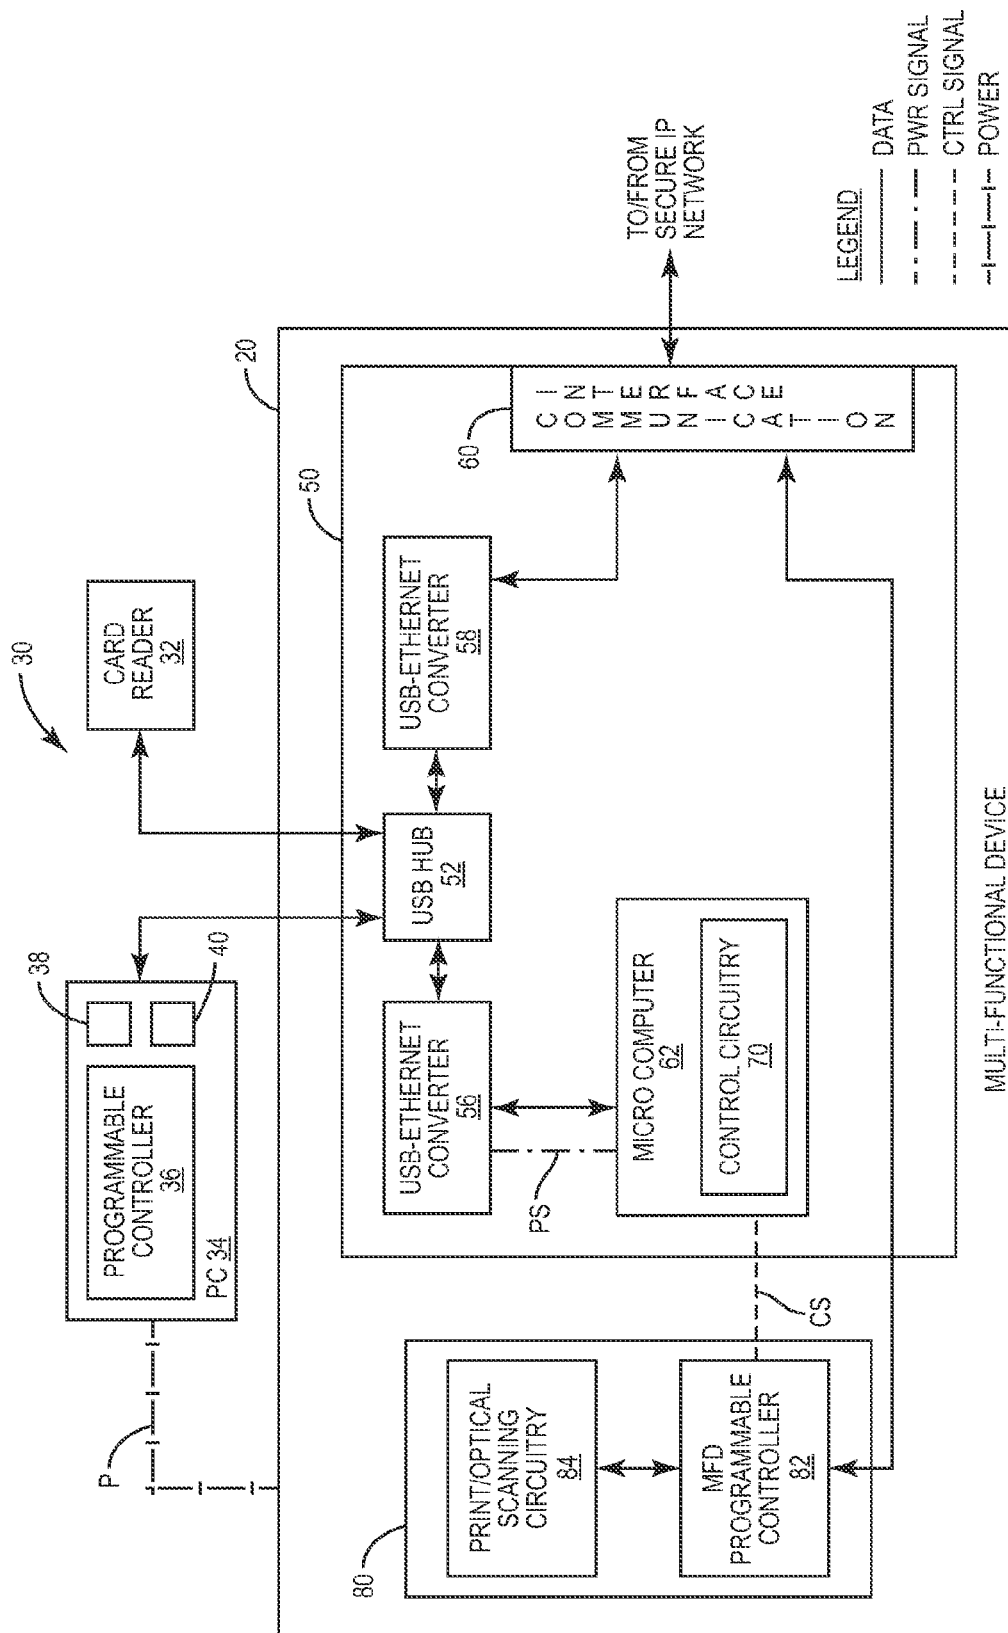 30
CARD
READER
32
38
40
PROGRAMMABLE
CONTROLLER
36
PC 34
P
20
50
USB-ETHERNET
CONVERTER
58
USB HUB
52
USB-ETHERNET
CONVERTER
56
PS
60
COMMUNICATION
INTERFACE
TO/FROM
SECURE IP
NETWORK
MICRO COMPUTER
62
CONTROL CIRCUITRY
70
CS
80
PRINT/OPTICAL
SCANNING
CIRCUITRY
84
MFD
PROGRAMMABLE
CONTROLLER
82
MULTI-FUNCTIONAL DEVICE
LEGEND
DATA
PWR SIGNAL
CTRL SIGNAL
POWER